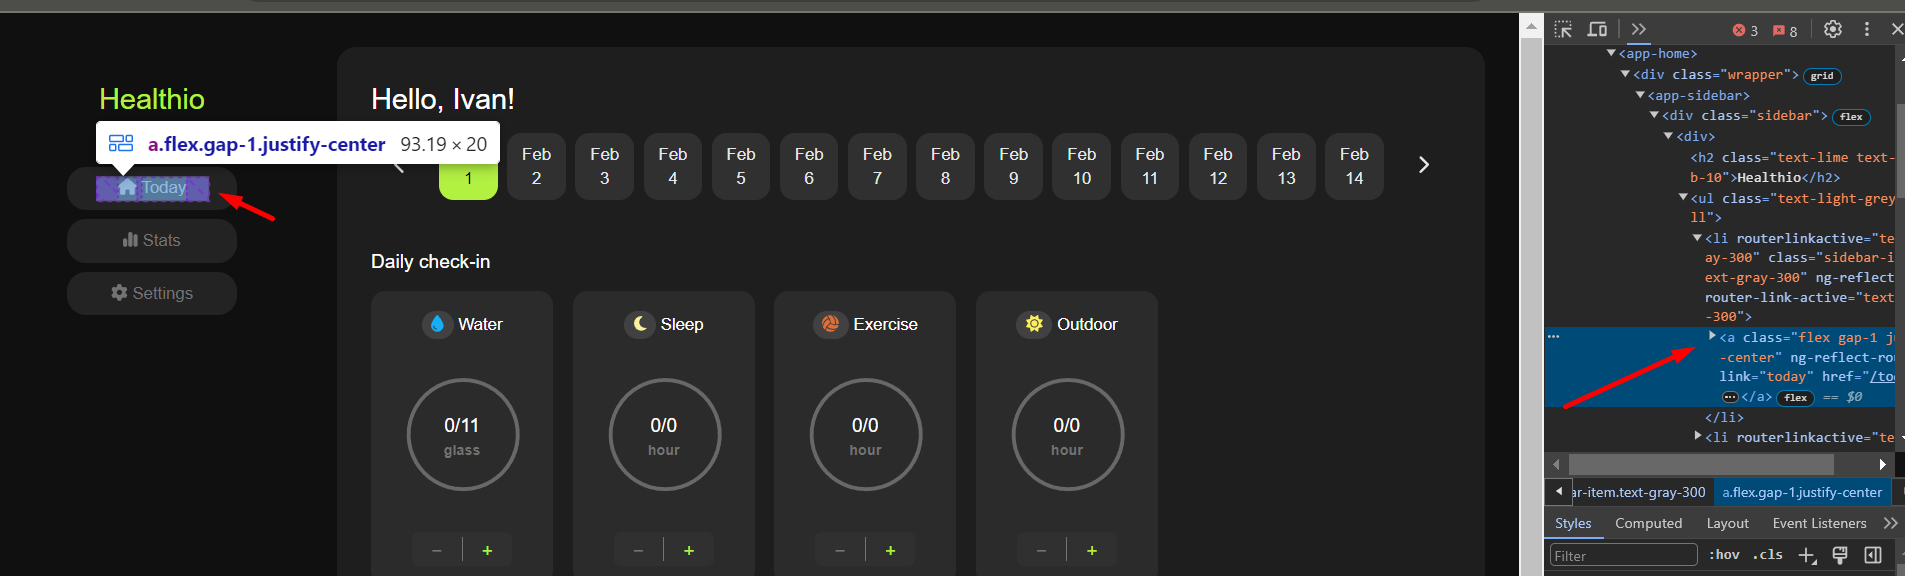 Healthio
a.flex.gap-1.justify-center 93.19 × 20
Today
Stats
Settings
Hello, Ivan!
1
Feb 2
Feb 3
Feb 4
Feb 5
Feb 6
Feb 7
Feb 8
Feb 9
Feb 10
Feb 11
Feb 12
Feb 13
Feb 14
Daily check-in
Water
0/11
glass
− +
Sleep
0/0
hour
− +
Exercise
0/0
hour
− +
Outdoor
0/0
hour
− +
3 8
<app-home>
<div class="wrapper"> grid
<app-sidebar>
<div class="sidebar"> flex
<div>
<h2 class="text-lime text-
b-10">Healthio</h2>
<ul class="text-light-grey
ll">
<li routerlinkactive="te
ay-300" class="sidebar-i
ext-gray-300" ng-reflect
router-link-active="text
-300">
<a class="flex gap-1 ju
-center" ng-reflect-rou
link="today" href="/tod
…</a> flex == $0
</li>
<li routerlinkactive="te
ar-item.text-gray-300 a.flex.gap-1.justify-center
Styles Computed Layout Event Listeners
Filter :hov .cls